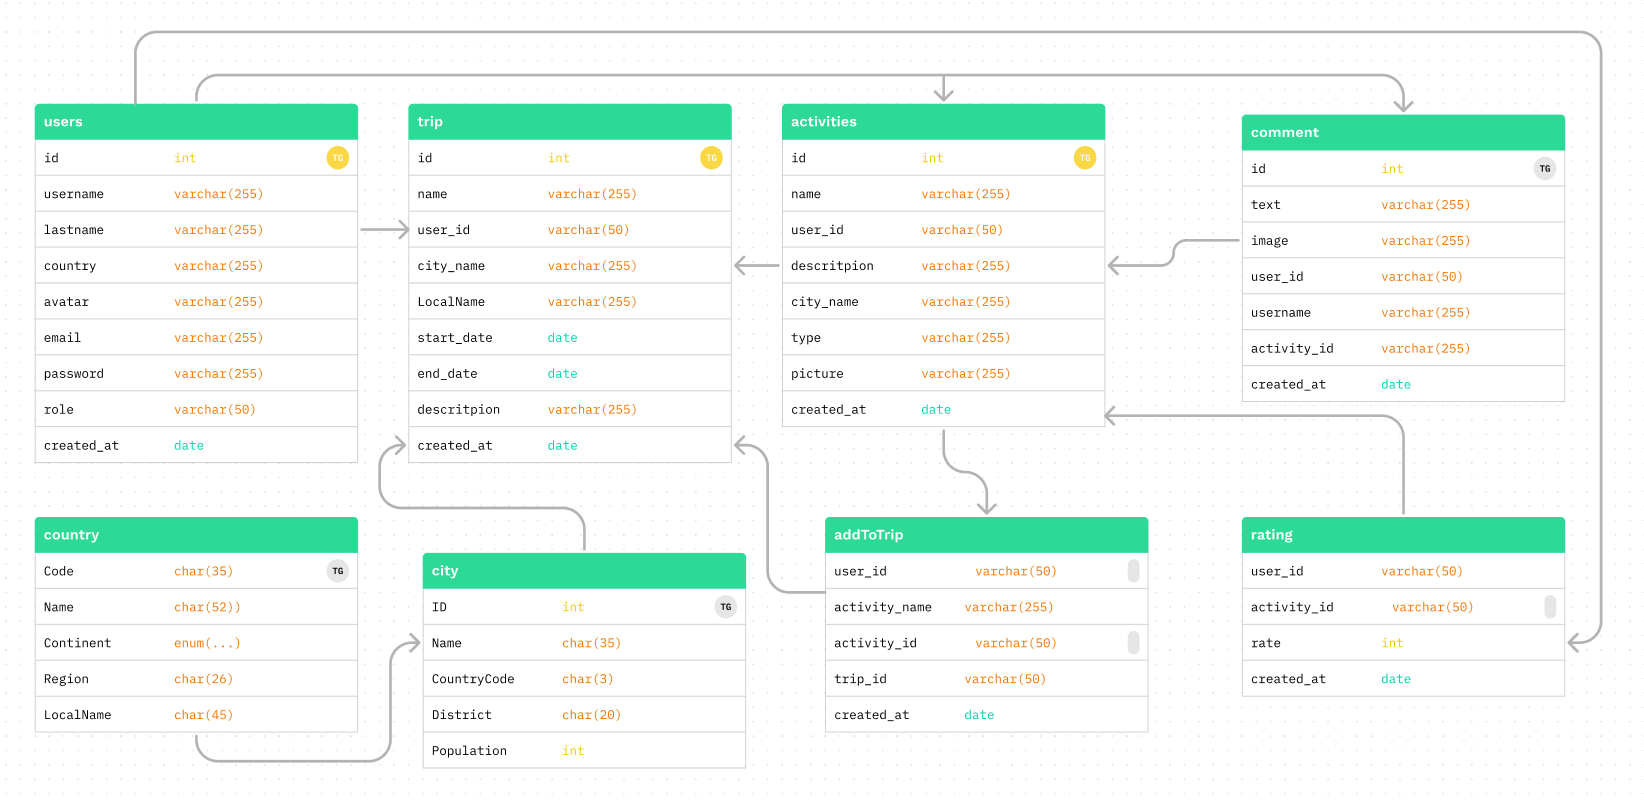 users
id int TG
username varchar(255)
lastname varchar(255)
country varchar(255)
avatar varchar(255)
email varchar(255)
password varchar(255)
role varchar(50)
created_at date
trip
id int TG
name varchar(255)
user_id varchar(50)
city_name varchar(255)
LocalName varchar(255)
start_date date
end_date date
descritpion varchar(255)
created_at date
activities
id int TG
name varchar(255)
user_id varchar(50)
descritpion varchar(255)
city_name varchar(255)
type varchar(255)
picture varchar(255)
created_at date
comment
id int TG
text varchar(255)
image varchar(255)
user_id varchar(50)
username varchar(255)
activity_id varchar(255)
created_at date
country
Code char(35) TG
Name char(52))
Continent enum(...)
Region char(26)
LocalName char(45)
city
ID int TG
Name char(35)
CountryCode char(3)
District char(20)
Population int
addToTrip
user_id varchar(50)
activity_name varchar(255)
activity_id varchar(50)
trip_id varchar(50)
created_at date
rating
user_id varchar(50)
activity_id varchar(50)
rate int
created_at date